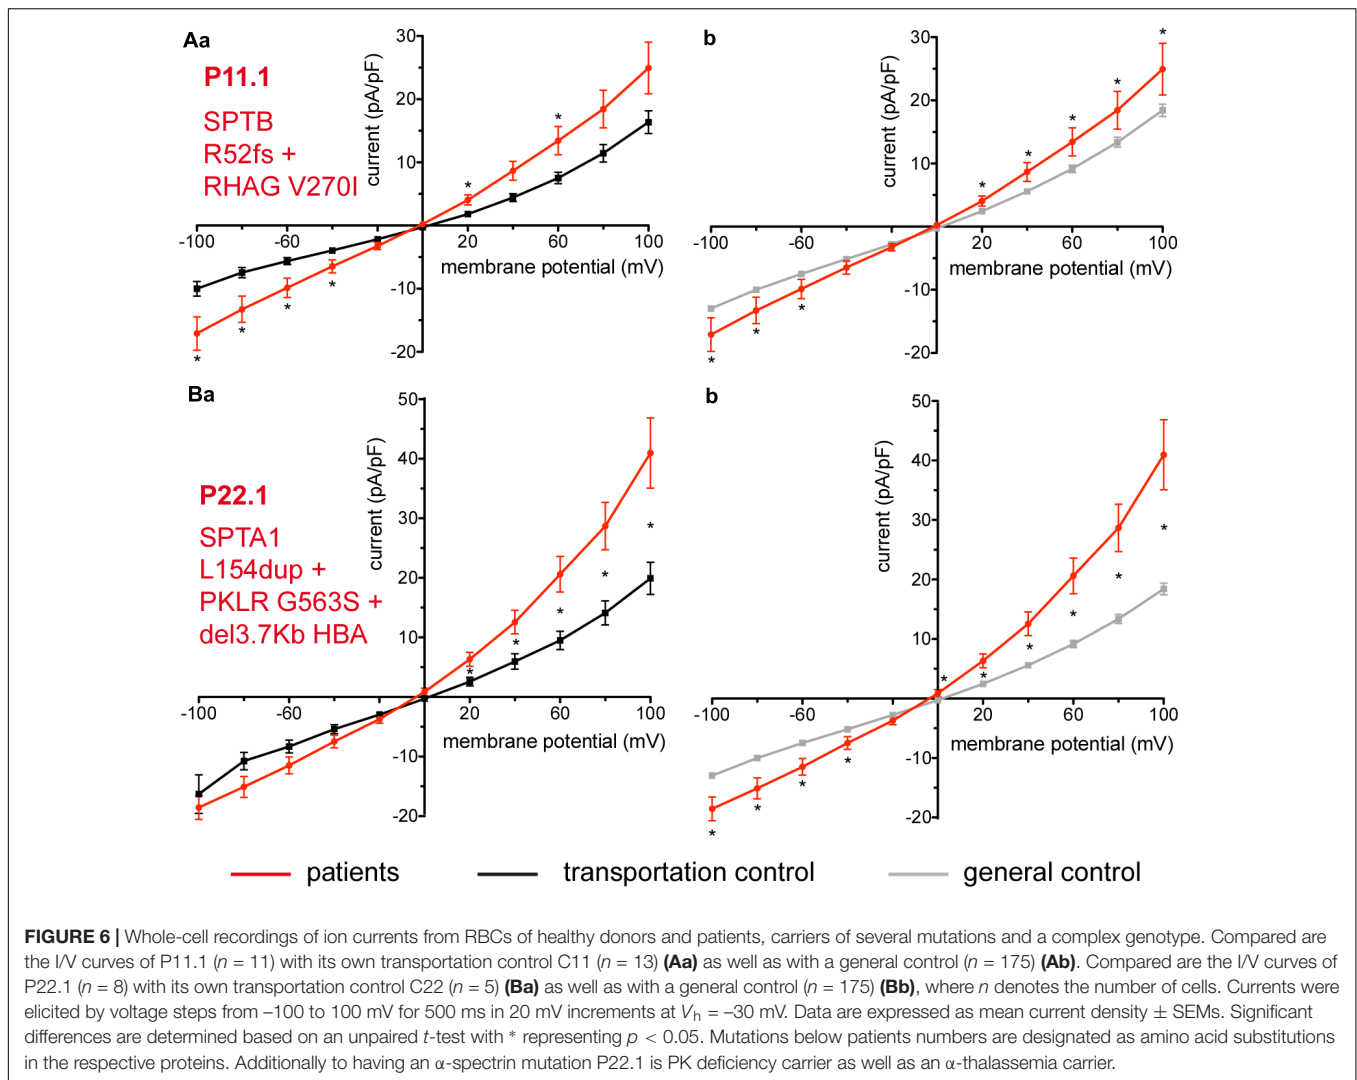 Aa
P11.1
SPTB
R52fs +
RHAG V270I
30
20
10
-10
-20
current (pA/pF)
-100 -60 20 60 100
membrane potential (mV)
* * * * * *
b
30
20
10
-10
-20
current (pA/pF)
-100 -60 20 60 100
membrane potential (mV)
* * * * * * * *
Ba
P22.1
SPTA1
L154dup +
PKLR G563S +
del3.7Kb HBA
50
40
30
20
10
-10
-20
current (pA/pF)
-100 -60 20 60 100
membrane potential (mV)
* * * * *
b
50
40
30
20
10
-10
-20
current (pA/pF)
-100 -60 20 60 100
membrane potential (mV)
* * * * * * * * * *
patients transportation control general control
FIGURE 6 | Whole-cell recordings of ion currents from RBCs of healthy donors and patients, carriers of several mutations and a complex genotype. Compared are
the I/V curves of P11.1 (n = 11) with its own transportation control C11 (n = 13) (Aa) as well as with a general control (n = 175) (Ab). Compared are the I/V curves of
P22.1 (n = 8) with its own transportation control C22 (n = 5) (Ba) as well as with a general control (n = 175) (Bb), where n denotes the number of cells. Currents were
elicited by voltage steps from –100 to 100 mV for 500 ms in 20 mV increments at Vh = –30 mV. Data are expressed as mean current density ± SEMs. Significant
differences are determined based on an unpaired t-test with * representing p < 0.05. Mutations below patients numbers are designated as amino acid substitutions
in the respective proteins. Additionally to having an α-spectrin mutation P22.1 is PK deficiency carrier as well as an α-thalassemia carrier.